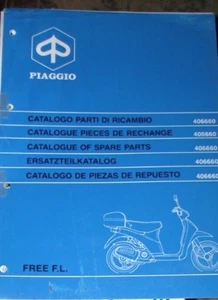 PIAGGIO
CATALOGO PARTI DI RICAMBIO 406660
CATALOGUE PIECES DE RECHANGE 406660
CATALOGUE OF SPARE PARTS 406660
ERSATZTEILKATALOG 406660
CATALOGO DE PIEZAS DE REPUESTO 406660
FREE F.L.